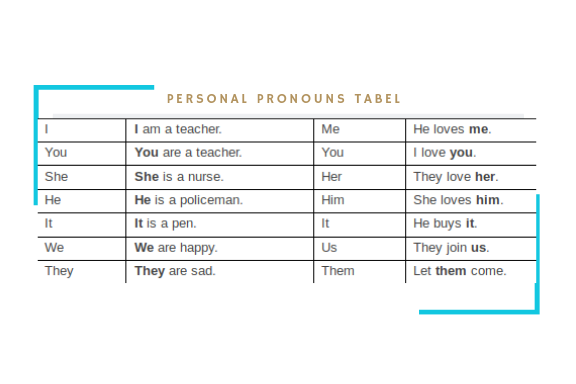 PERSONAL PRONOUNS TABEL
I I am a teacher. Me He loves me.
You You are a teacher. You I love you.
She She is a nurse. Her They love her.
He He is a policeman. Him She loves him.
It It is a pen. It He buys it.
We We are happy. Us They join us.
They They are sad. Them Let them come.